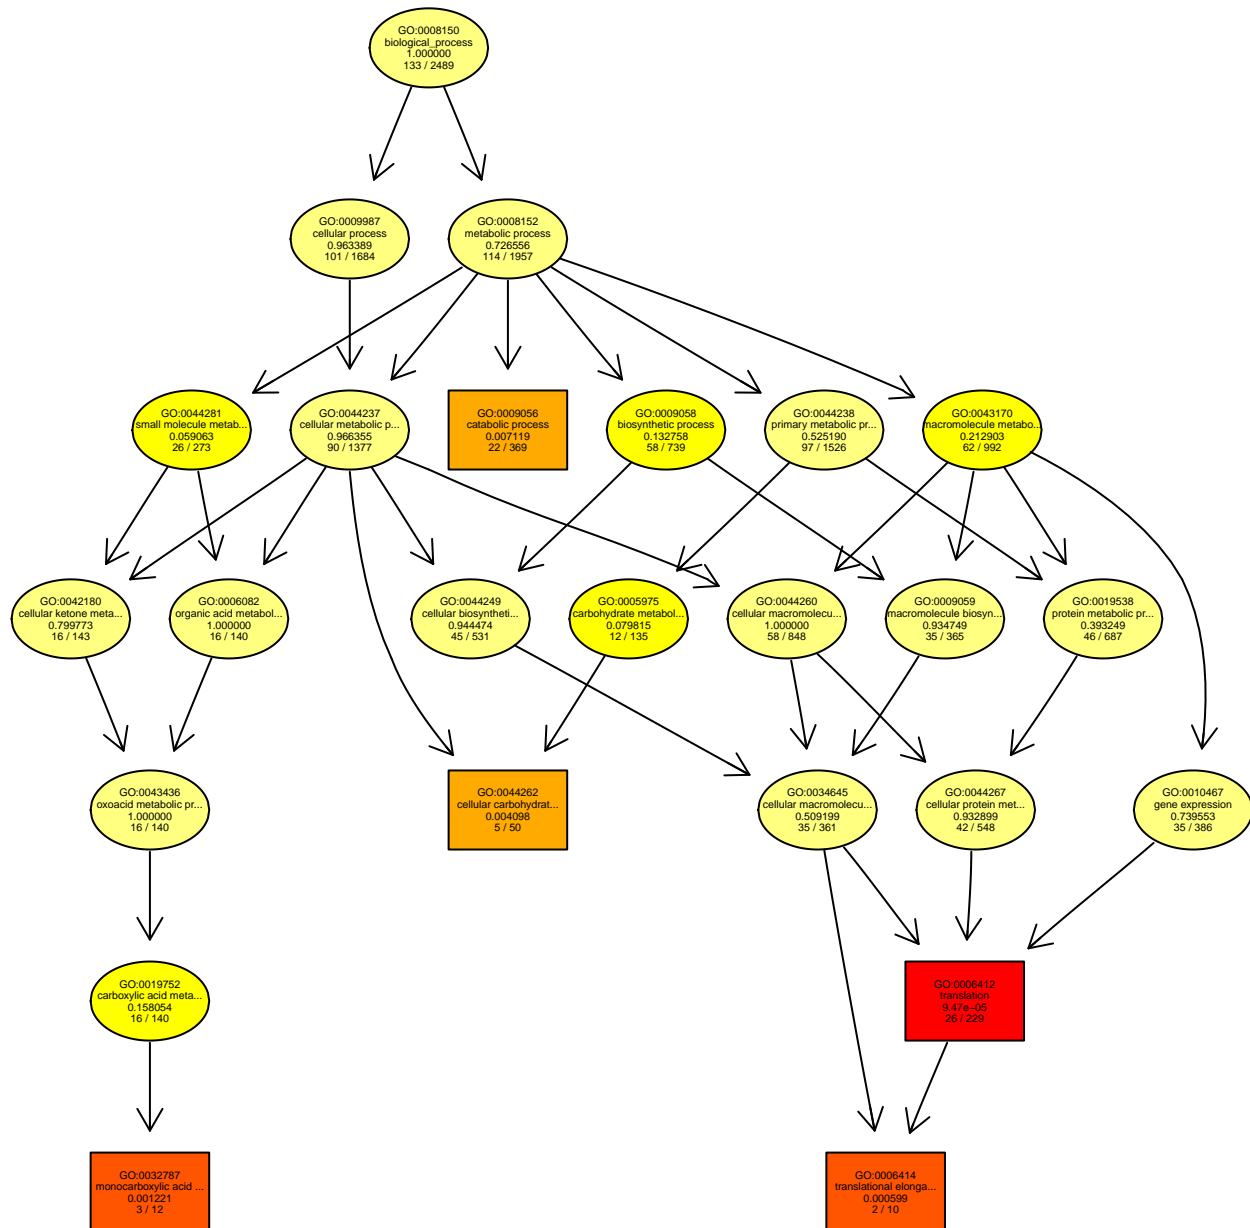 GO:0008150
biological_process
1.000000
133 / 2489
GO:0009987
cellular process
0.963389
101 / 1684
GO:0008152
metabolic process
0.726556
114 / 1957
GO:0044281
small molecule metab...
0.059063
26 / 273
GO:0044237
cellular metabolic p...
0.966355
90 / 1377
GO:0009056
catabolic process
0.007119
22 / 369
GO:0009058
biosynthetic process
0.132758
58 / 739
GO:0044238
primary metabolic pr...
0.525190
97 / 1526
GO:0043170
macromolecule metabo...
0.212903
62 / 992
GO:0042180
cellular ketone meta...
0.799773
16 / 143
GO:0006082
organic acid metabol...
1.000000
16 / 140
GO:0044249
cellular biosyntheti...
0.944474
45 / 531
GO:0005975
carbohydrate metabol...
0.079815
12 / 135
GO:0044260
cellular macromolecu...
1.000000
58 / 848
GO:0009059
macromolecule biosyn...
0.934749
35 / 365
GO:0019538
protein metabolic pr...
0.393249
46 / 687
GO:0043436
oxoacid metabolic pr...
1.000000
16 / 140
GO:0044262
cellular carbohydrat...
0.004098
5 / 50
GO:0034645
cellular macromolecu...
0.509199
35 / 361
GO:0044267
cellular protein met...
0.932899
42 / 548
GO:0010467
gene expression
0.739553
35 / 386
GO:0019752
carboxylic acid meta...
0.158054
16 / 140
GO:0006412
translation
9.47e−05
26 / 229
GO:0032787
monocarboxylic acid ...
0.001221
3 / 12
GO:0006414
translational elonga...
0.000599
2 / 10